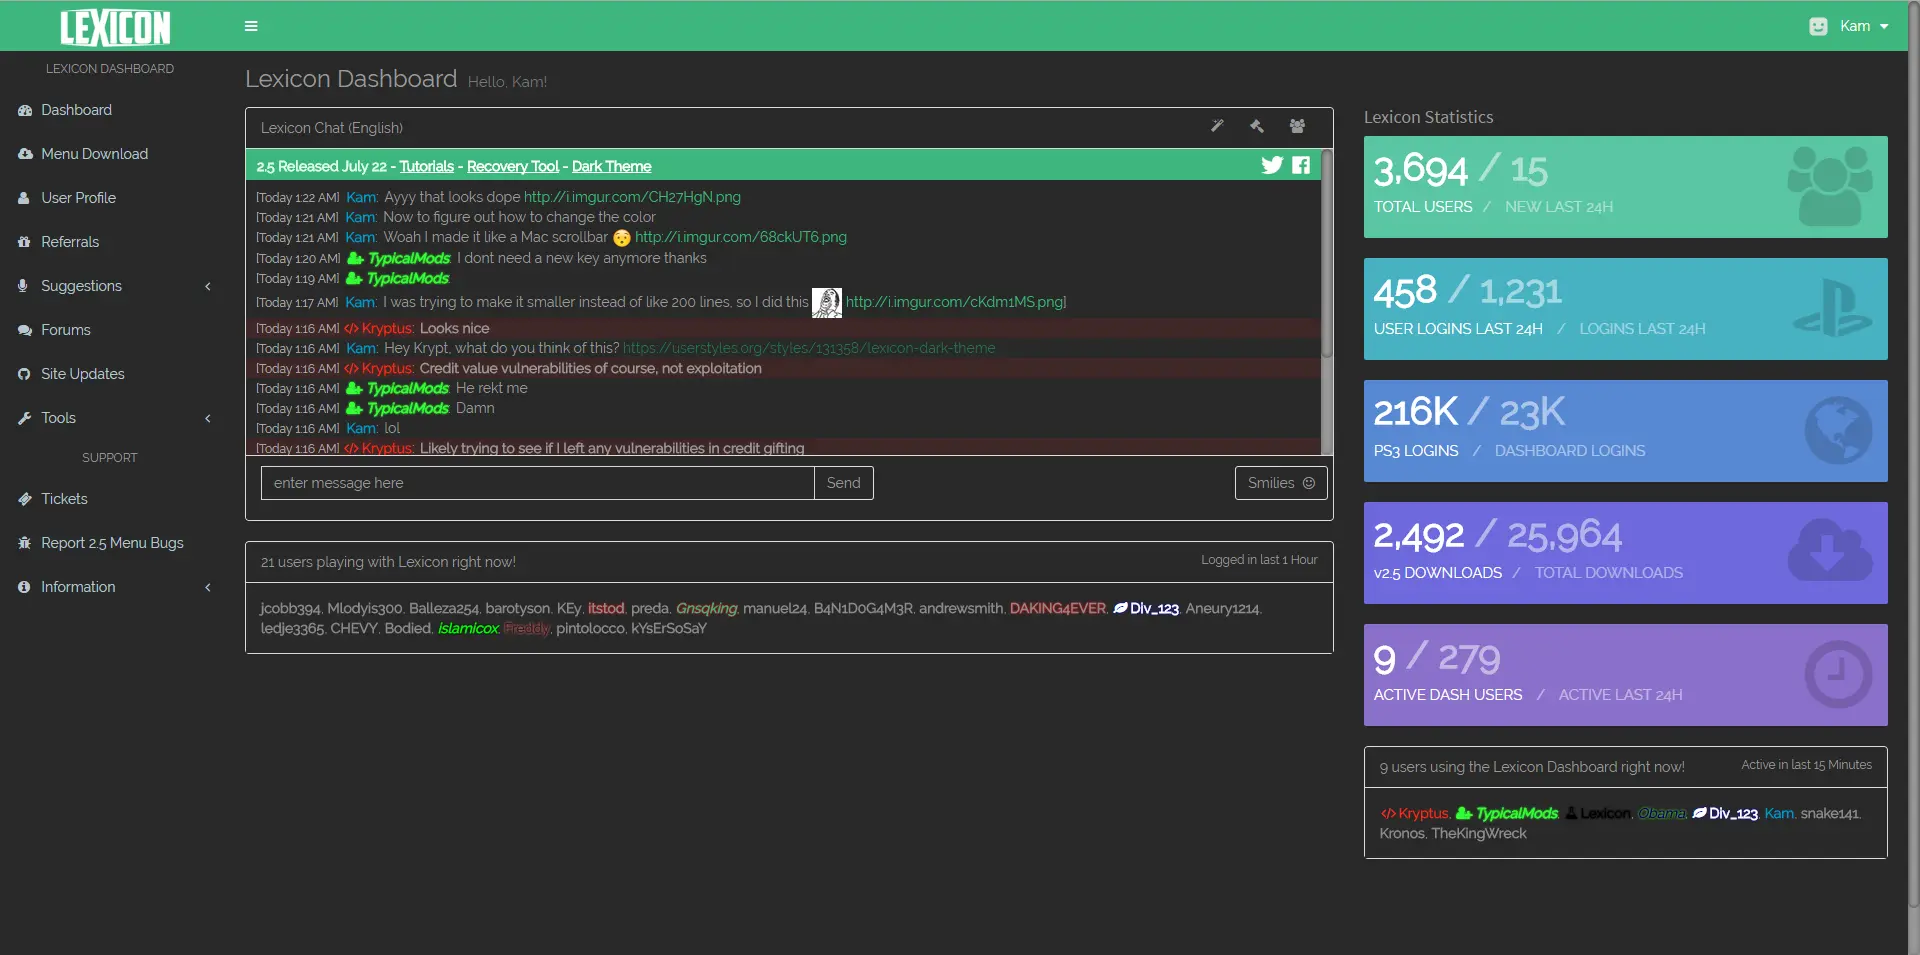 LEXICON
Kam
LEXICON DASHBOARD
Dashboard
Menu Download
User Profile
Referrals
Suggestions
Forums
Site Updates
Tools
SUPPORT
Tickets
Report 2.5 Menu Bugs
Information
Lexicon Dashboard Hello, Kam!
Lexicon Chat (English)
2.5 Released July 22 - Tutorials - Recovery Tool - Dark Theme
[Today 1:22 AM] Kam: Ayyy that looks dope http://i.imgur.com/CH27HgN.png
[Today 1:21 AM] Kam: Now to figure out how to change the color
[Today 1:21 AM] Kam: Woah I made it like a Mac scrollbar 😯 http://i.imgur.com/68ckUT6.png
[Today 1:20 AM] TypicalMods: I dont need a new key anymore thanks
[Today 1:19 AM] TypicalMods:
[Today 1:17 AM] Kam: I was trying to make it smaller instead of like 200 lines, so I did this http://i.imgur.com/cKdm1MS.png]
[Today 1:16 AM] </> Kryptus: Looks nice
[Today 1:16 AM] Kam: Hey Krypt, what do you think of this? https://userstyles.org/styles/131358/lexicon-dark-theme
[Today 1:16 AM] </> Kryptus: Credit value vulnerabilities of course, not exploitation
[Today 1:16 AM] TypicalMods: He rekt me
[Today 1:16 AM] TypicalMods: Damn
[Today 1:16 AM] Kam: lol
[Today 1:16 AM] </> Kryptus: Likely trying to see if I left any vulnerabilities in credit gifting
enter message here
Send
Smilies
21 users playing with Lexicon right now!
Logged in last 1 Hour
jcobb394, Mlodyis300, Balleza254, barotyson, KEy, itstod, preda, Gnsqking, manuel24, B4N1D0G4M3R, andrewsmith, DAKING4EVER, Div_123, Aneury1214,
ledje3365, CHEVY, Bodied, islamicox, Freddy, pintolocco, kYsErSoSaY
Lexicon Statistics
3,694 / 15
TOTAL USERS / NEW LAST 24H
458 / 1,231
USER LOGINS LAST 24H / LOGINS LAST 24H
216K / 23K
PS3 LOGINS / DASHBOARD LOGINS
2,492 / 25,964
v2.5 DOWNLOADS / TOTAL DOWNLOADS
9 / 279
ACTIVE DASH USERS / ACTIVE LAST 24H
9 users using the Lexicon Dashboard right now!
Active in last 15 Minutes
</> Kryptus, TypicalMods, Lexicon, Obama, Div_123, Kam, snake141,
Kronos, TheKingWreck